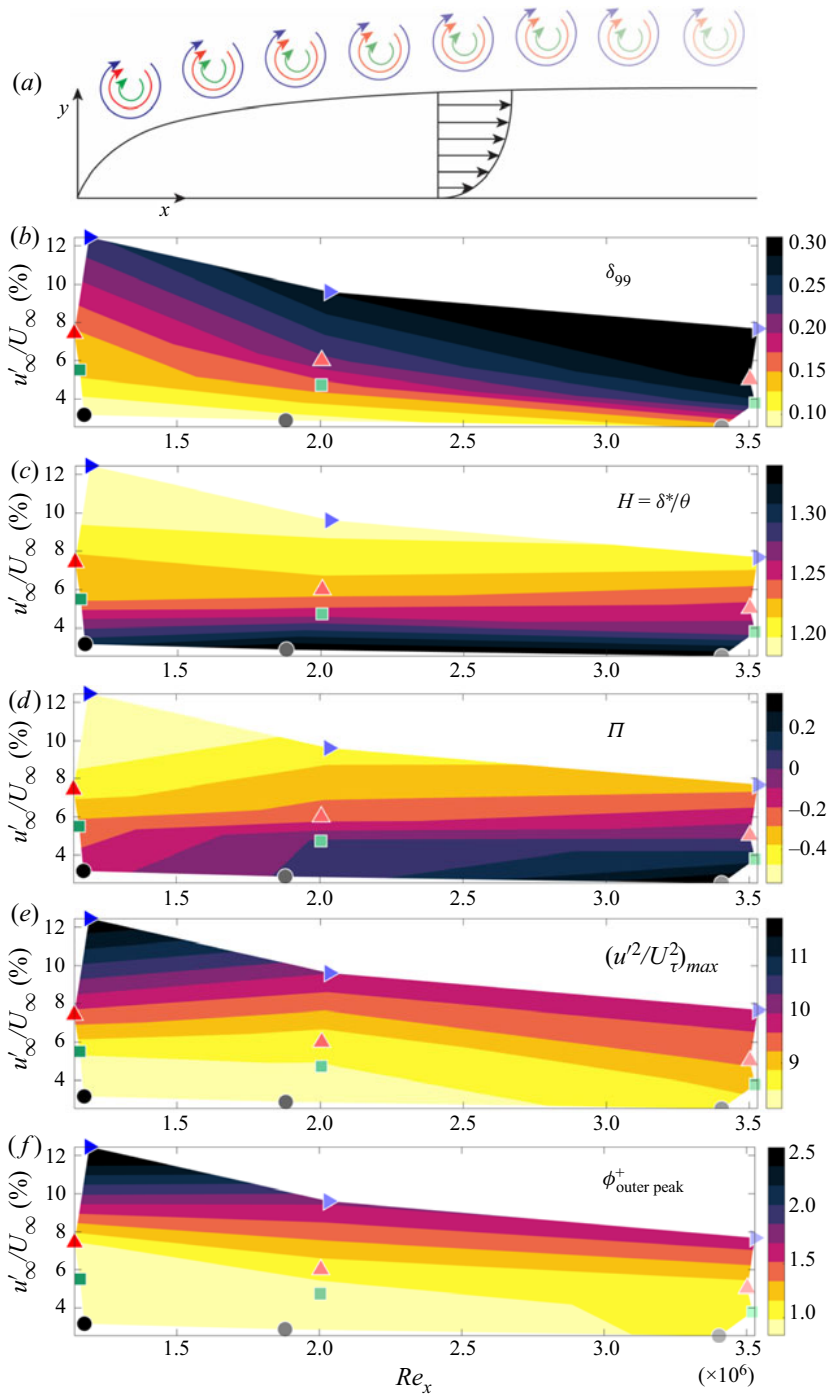 (a)
y
x
(b)
u′∞/U∞ (%)
12
10
8
6
4
δ99
0.30
0.25
0.20
0.15
0.10
1.5 2.0 2.5 3.0 3.5
(c)
u′∞/U∞ (%)
12
10
8
6
4
H = δ*/θ
1.30
1.25
1.20
1.5 2.0 2.5 3.0 3.5
(d)
u′∞/U∞ (%)
12
10
8
6
4
Π
0.2
0
−0.2
−0.4
1.5 2.0 2.5 3.0 3.5
(e)
u′∞/U∞ (%)
12
10
8
6
4
(u′²/U²τ)max
11
10
9
1.5 2.0 2.5 3.0 3.5
(f)
u′∞/U∞ (%)
12
10
8
6
4
ϕ+outer peak
2.5
2.0
1.5
1.0
1.5 2.0 2.5 3.0 3.5
Rex (×10⁶)